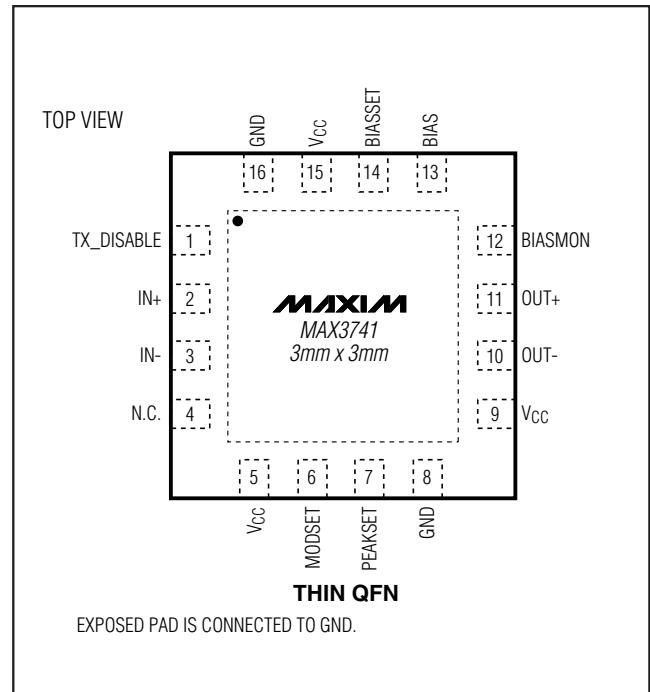 TOP VIEW
GND
VCC
BIASSET
BIAS
16
15
14
13
TX_DISABLE 1
12 BIASMON
IN+ 2
11 OUT+
MAXIM
MAX3741
3mm x 3mm
IN- 3
10 OUT-
N.C. 4
9 VCC
5
6
7
8
VCC
MODSET
PEAKSET
GND
THIN QFN
EXPOSED PAD IS CONNECTED TO GND.